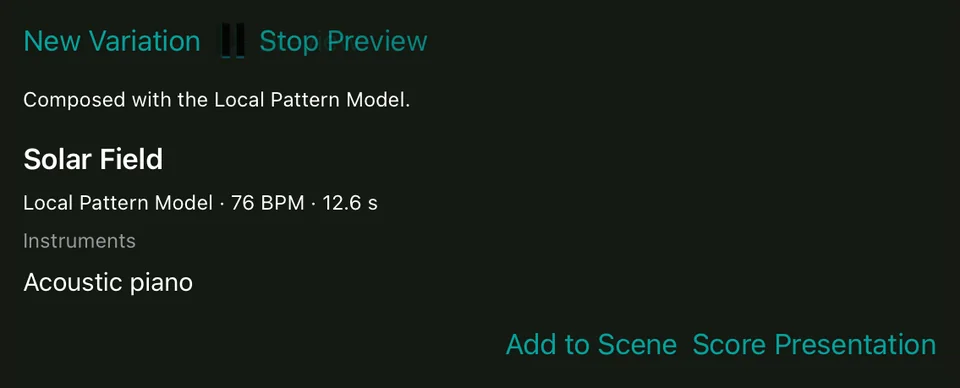 New Variation Stop Preview
Composed with the Local Pattern Model.
Solar Field
Local Pattern Model · 76 BPM · 12.6 s
Instruments
Acoustic piano
Add to Scene Score Presentation